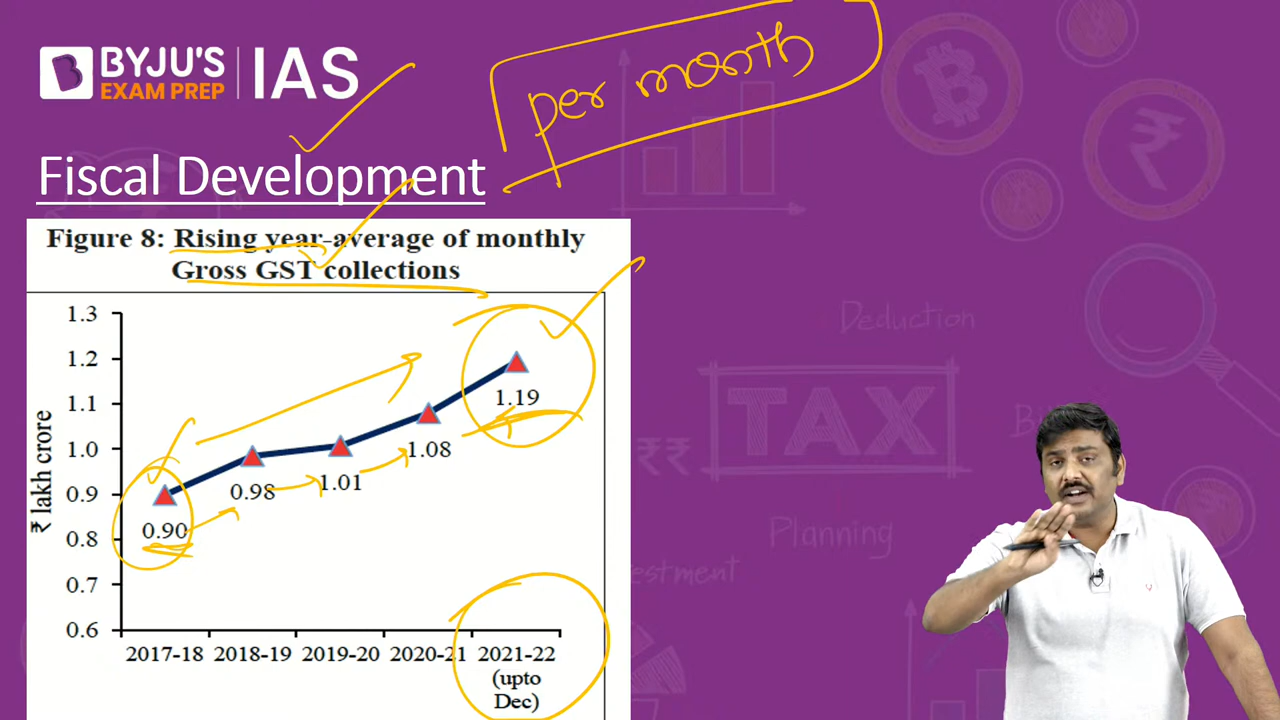 BYJU'S
EXAM PREP
IAS
per month
Fiscal Development
Figure 8: Rising year-average of monthly
Gross GST collections
₹ lakh crore
1.3
1.2
1.1
1.0
0.9
0.8
0.7
0.6
0.90
0.98
1.01
1.08
1.19
2017-18 2018-19 2019-20 2020-21 2021-22
(upto
Dec)
Deduction
TAX
₹₹
Planning